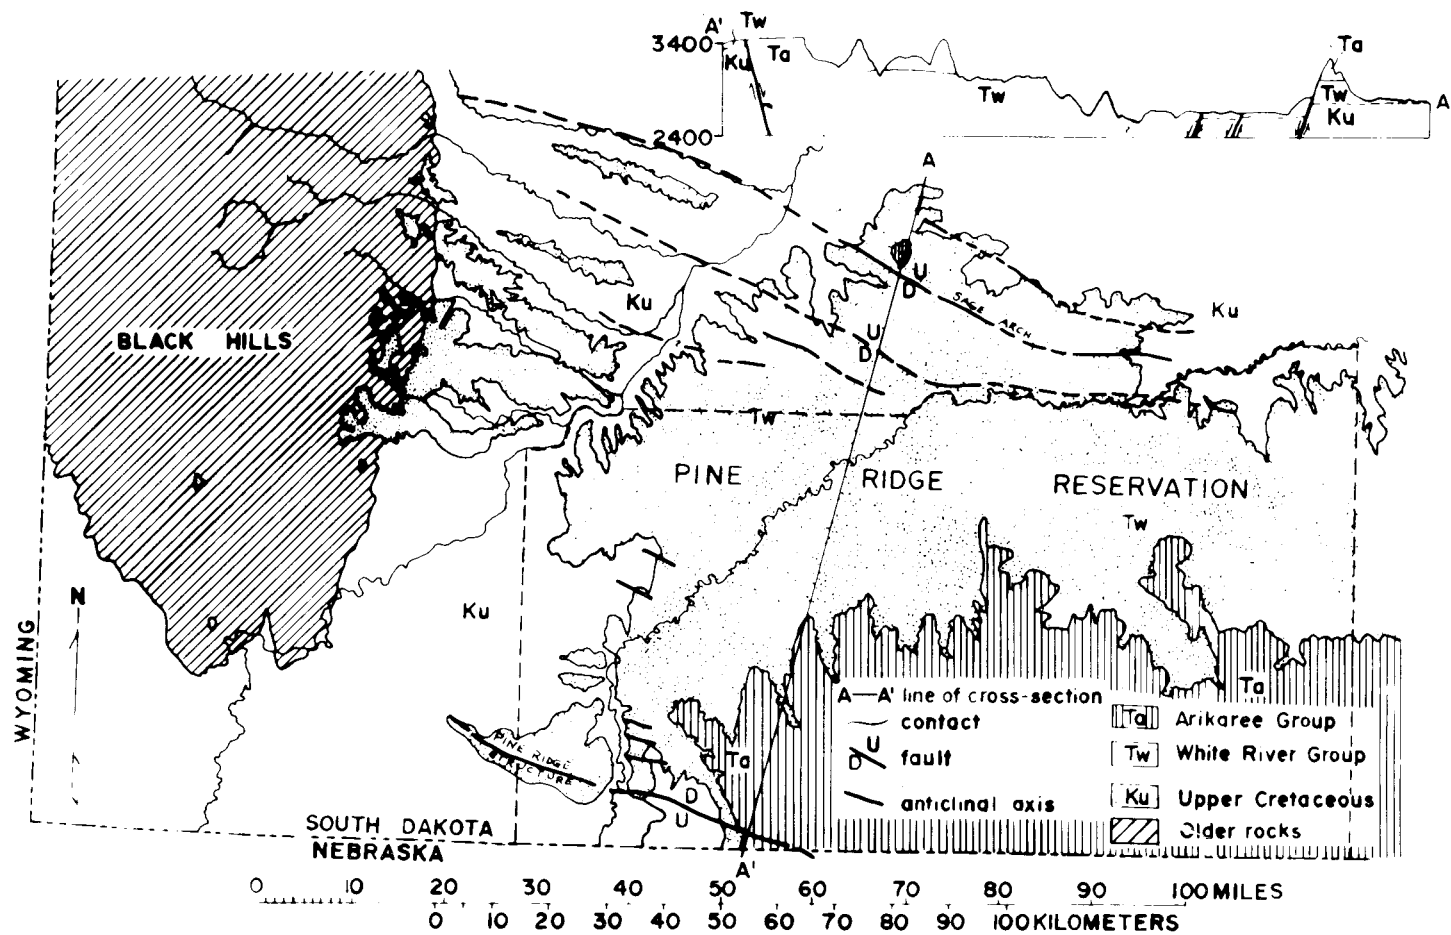 A' Tw
3400
Ku Ta
Tw
2400
Ta
Tw
Ku
A
A
Ku
U
D
SAGE ARCH
Ku
U
D
BLACK HILLS
Tw
PINE RIDGE RESERVATION
Tw
N
Ku
WYOMING
Ta
A—A' line of cross-section
contact
U
D fault
anticlinal axis
Ta Arikaree Group
Tw White River Group
Ku Upper Cretaceous
Older rocks
PINE RIDGE
STRUCTURE
Ta
D
U
SOUTH DAKOTA
NEBRASKA
A'
0 10 20 30 40 50 60 70 80 90 100 MILES
0 10 20 30 40 50 60 70 80 90 100 KILOMETERS